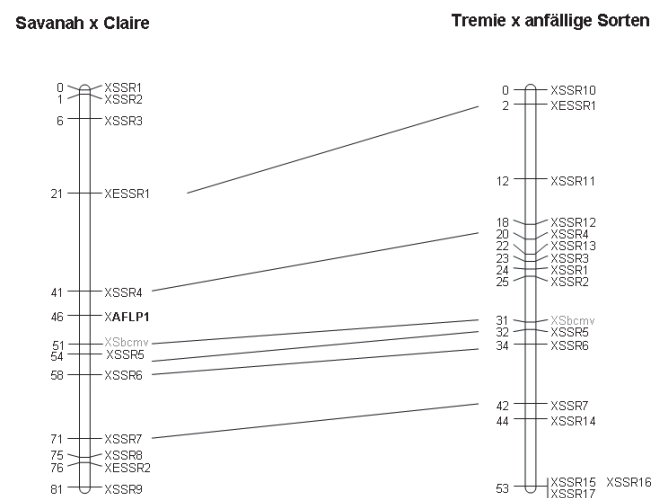 Savanah x Claire
0 XSSR1
1 XSSR2
6 XSSR3
21 XESSR1
41 XSSR4
46 XAFLP1
51 XSbcmv
54 XSSR5
58 XSSR6
71 XSSR7
75 XSSR8
76 XESSR2
81 XSSR9
Tremie x anfällige Sorten
0 XSSR10
2 XESSR1
12 XSSR11
18 XSSR12
20 XSSR4
22 XSSR13
23 XSSR3
24 XSSR1
25 XSSR2
31 XSbcmv
32 XSSR5
34 XSSR6
42 XSSR7
44 XSSR14
53 XSSR15 XSSR16
XSSR17